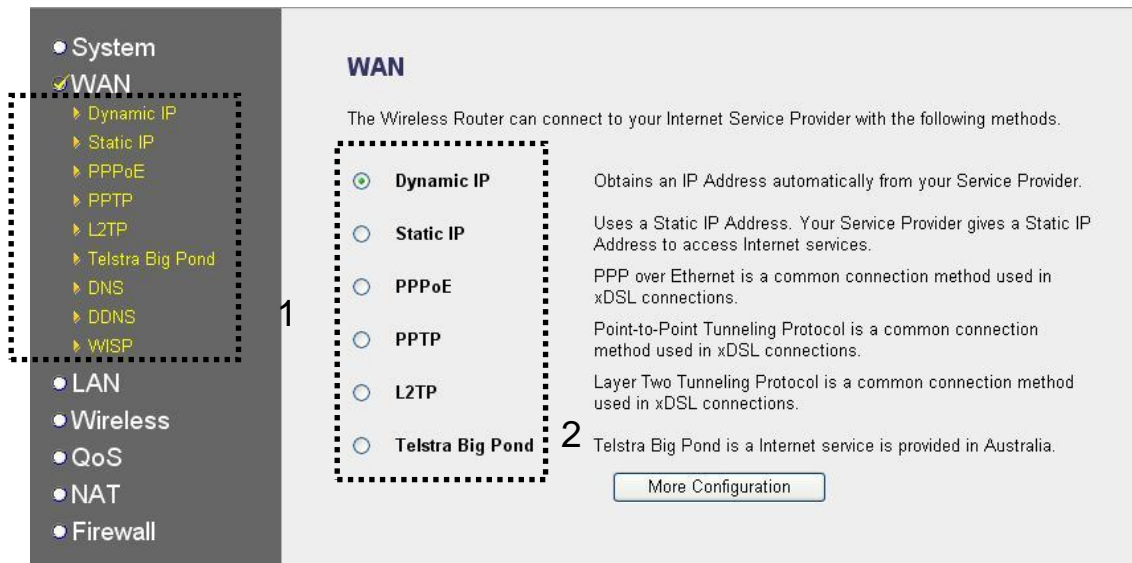 System
WAN
Dynamic IP
Static IP
PPPoE
PPTP
L2TP
Telstra Big Pond
DNS
DDNS
WISP
LAN
Wireless
QoS
NAT
Firewall
1
WAN
The Wireless Router can connect to your Internet Service Provider with the following methods.
Dynamic IP
Obtains an IP Address automatically from your Service Provider.
Static IP
Uses a Static IP Address. Your Service Provider gives a Static IP
Address to access Internet services.
PPPoE
PPP over Ethernet is a common connection method used in
xDSL connections.
PPTP
Point-to-Point Tunneling Protocol is a common connection
method used in xDSL connections.
L2TP
Layer Two Tunneling Protocol is a common connection method
used in xDSL connections.
Telstra Big Pond
2
Telstra Big Pond is a Internet service is provided in Australia.
More Configuration